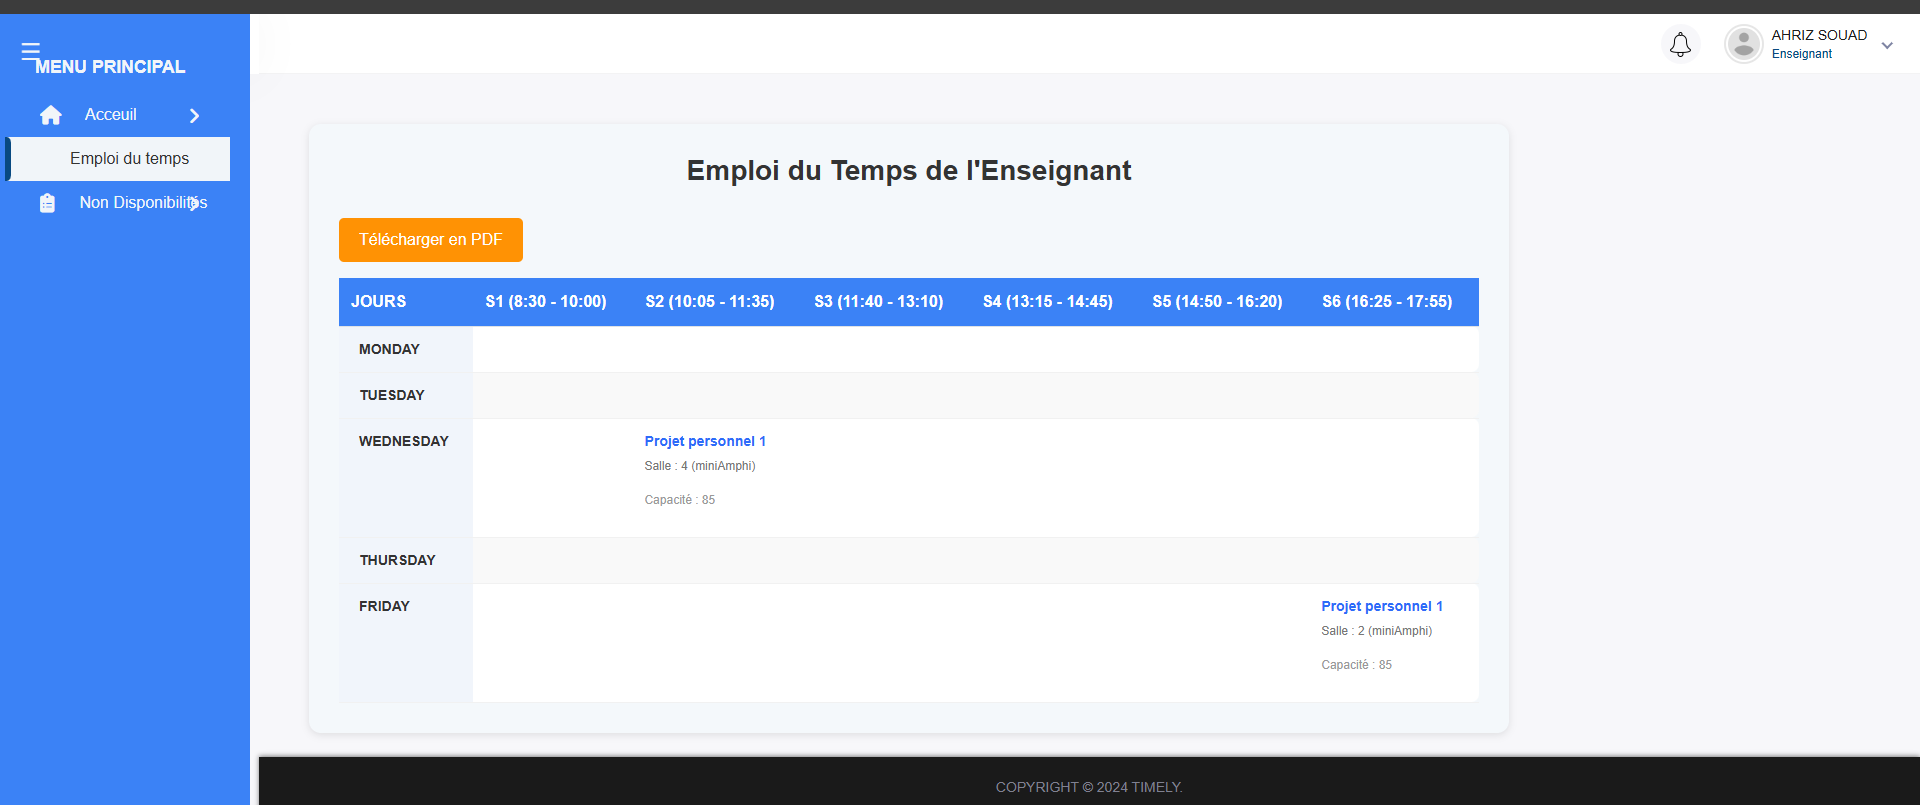 MENU PRINCIPAL
Acceuil
Emploi du temps
Non Disponibilités
AHRIZ SOUAD
Enseignant
Emploi du Temps de l'Enseignant
Télécharger en PDF
JOURS S1 (8:30 - 10:00) S2 (10:05 - 11:35) S3 (11:40 - 13:10) S4 (13:15 - 14:45) S5 (14:50 - 16:20) S6 (16:25 - 17:55)
MONDAY
TUESDAY
WEDNESDAY Projet personnel 1
Salle : 4 (miniAmphi)
Capacité : 85
THURSDAY
FRIDAY Projet personnel 1
Salle : 2 (miniAmphi)
Capacité : 85
COPYRIGHT © 2024 TIMELY.